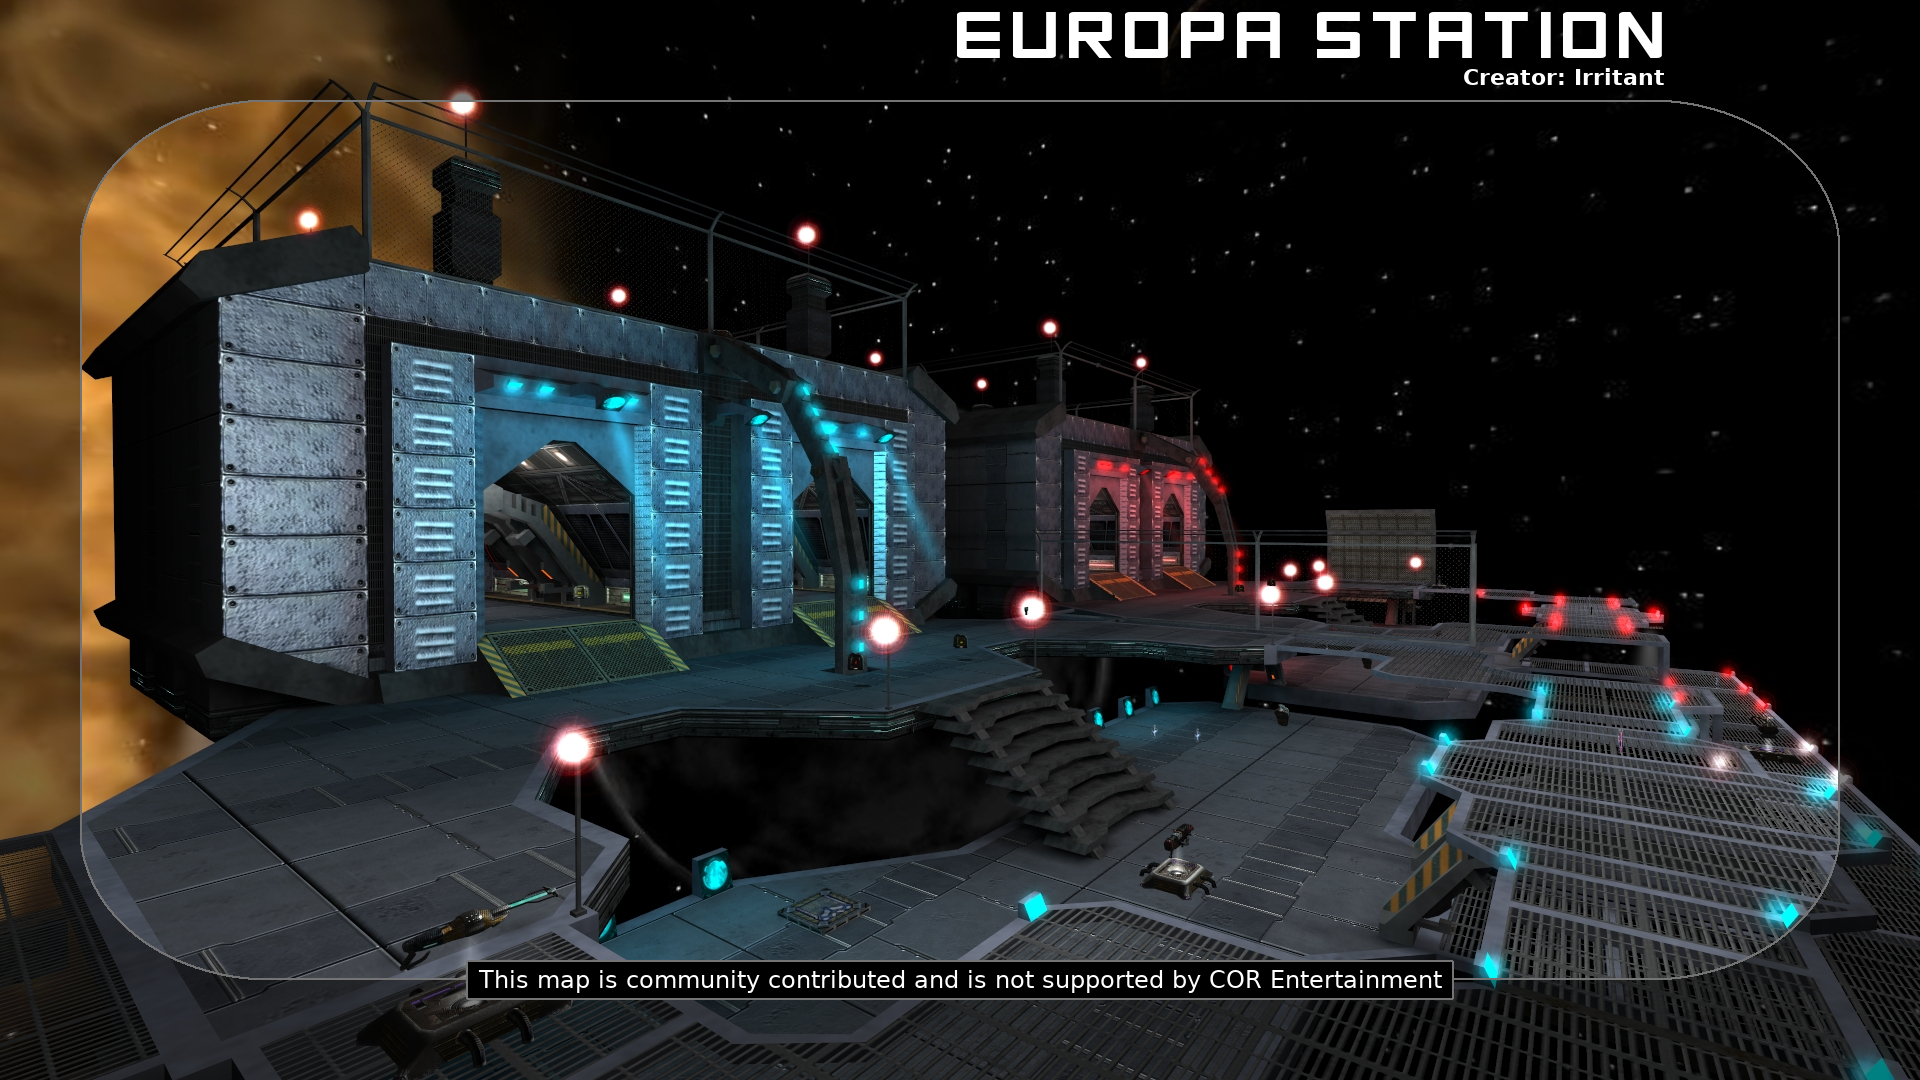 EUROPA STATION
Creator: Irritant
This map is community contributed and is not supported by COR Entertainment